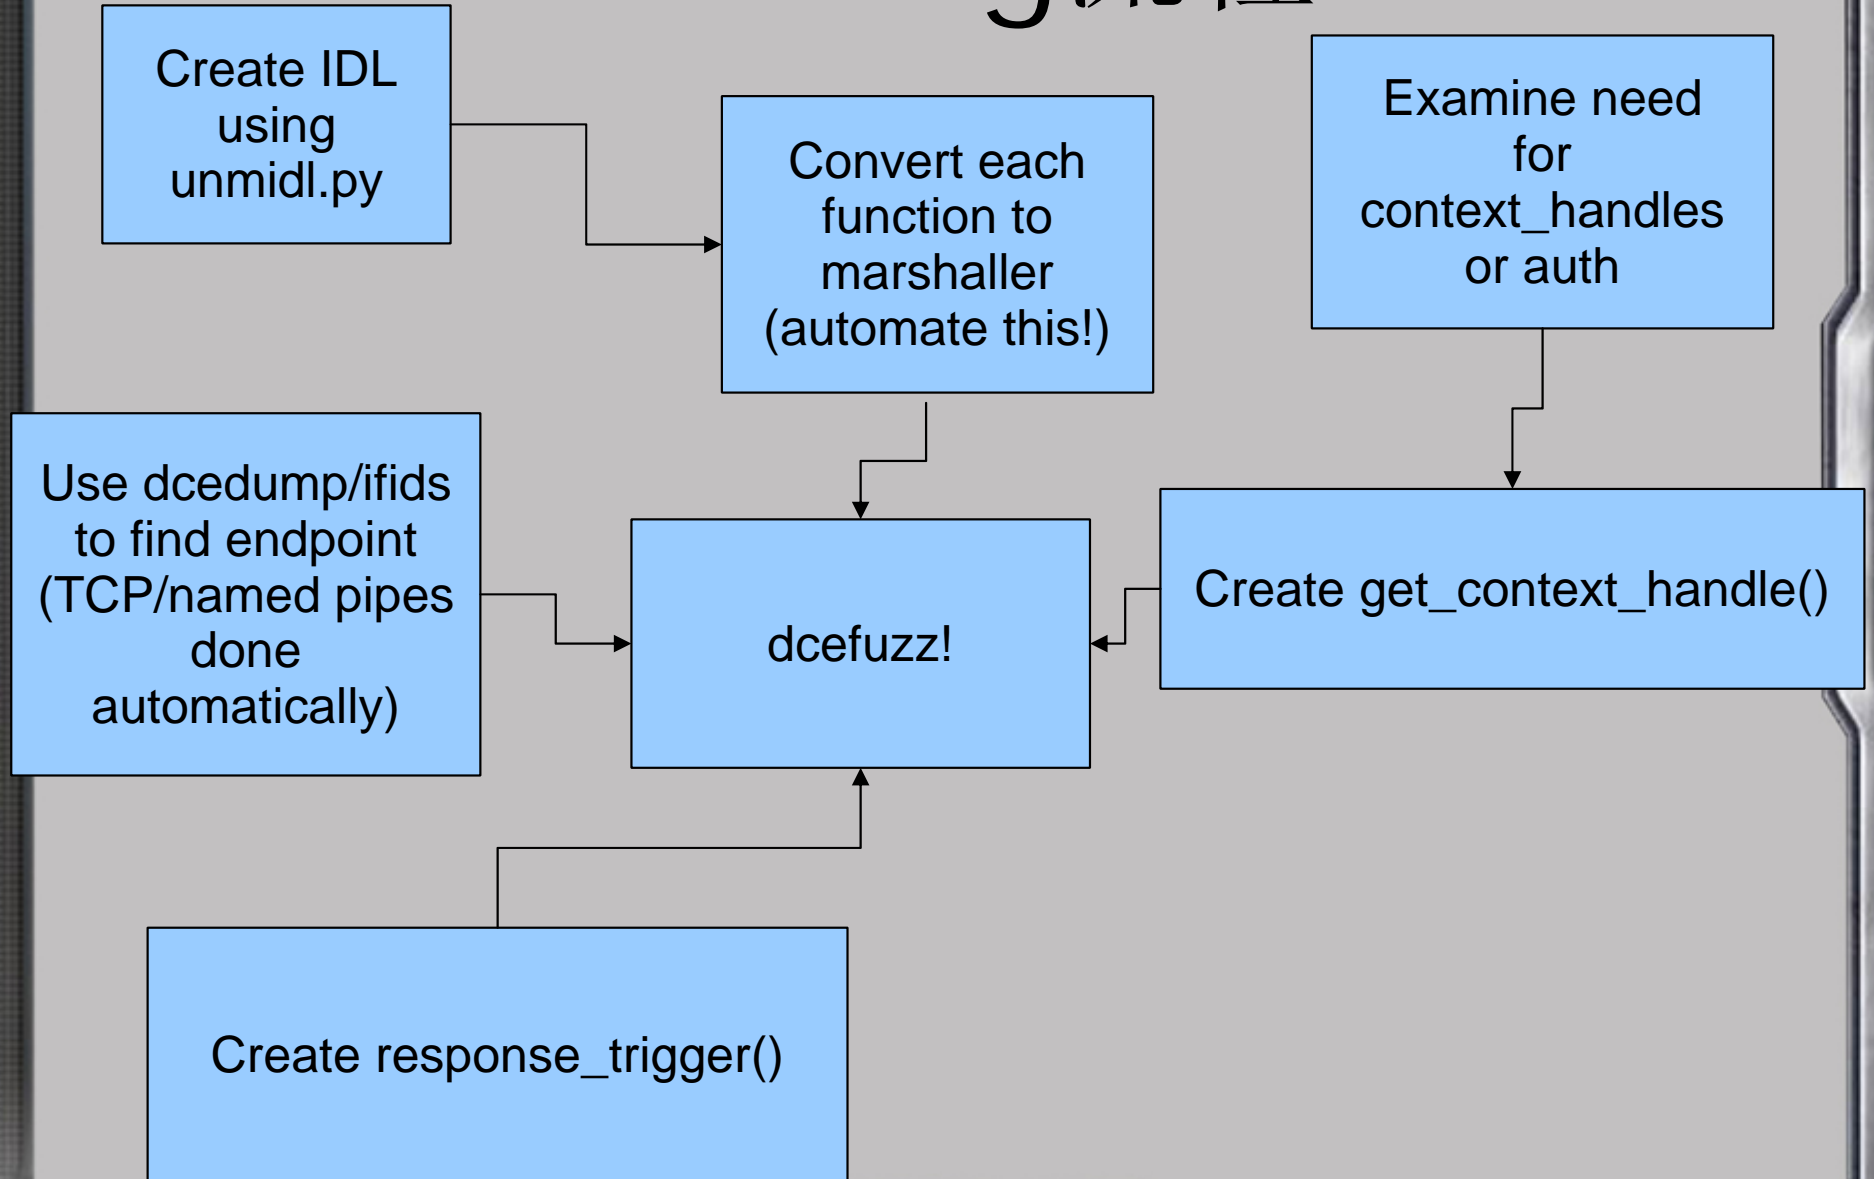 Create IDL
using
unmidl.py
Convert each
function to
marshaller
(automate this!)
Examine need
for
context_handles
or auth
Use dcedump/ifids
to find endpoint
(TCP/named pipes
done
automatically)
dcefuzz!
Create get_context_handle()
Create response_trigger()